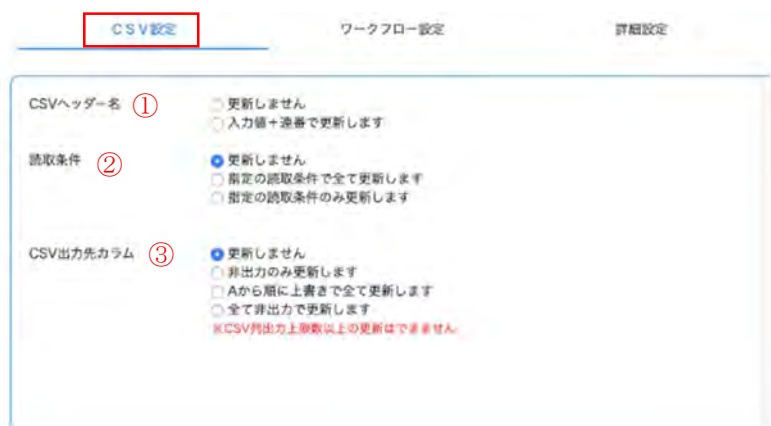 CSV設定 ワークフロー設定 詳細設定
CSVヘッダー名 ① 更新しません
入力値+連番で更新します
読取条件 ② 更新しません
指定の読取条件で全て更新します
指定の読取条件のみ更新します
CSV出力先カラム ③ 更新しません
非出力のみ更新します
Aから順に上書きで全て更新します
全て非出力で更新します
※CSV列出力上限数以上の更新はできません